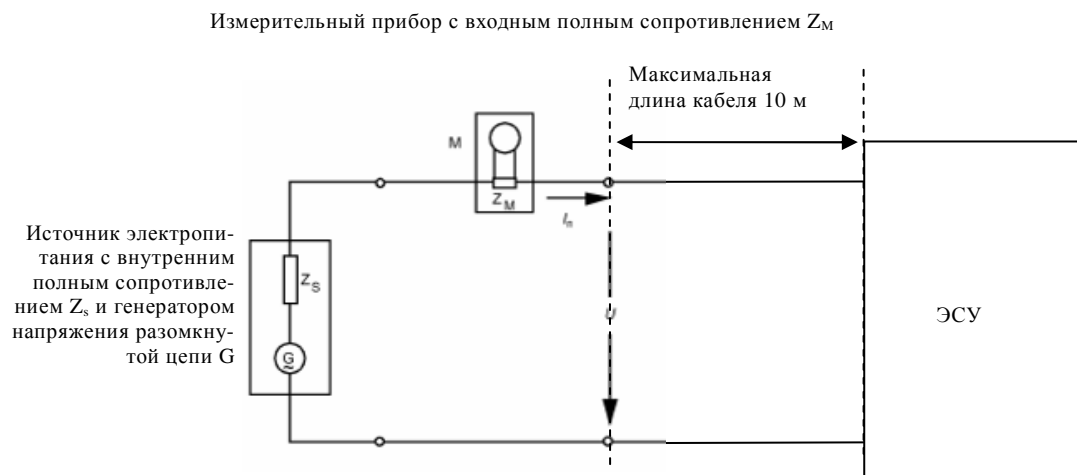 Измерительный прибор с входным полным сопротивлением Z_M
Максимальная
длина кабеля 10 м
M
Z_M
I_n
Источник электропи-
тания с внутренним
полным сопротивле-
нием Z_s и генератором
напряжения разомкну-
той цепи G
Z_S
G
U
ЭСУ